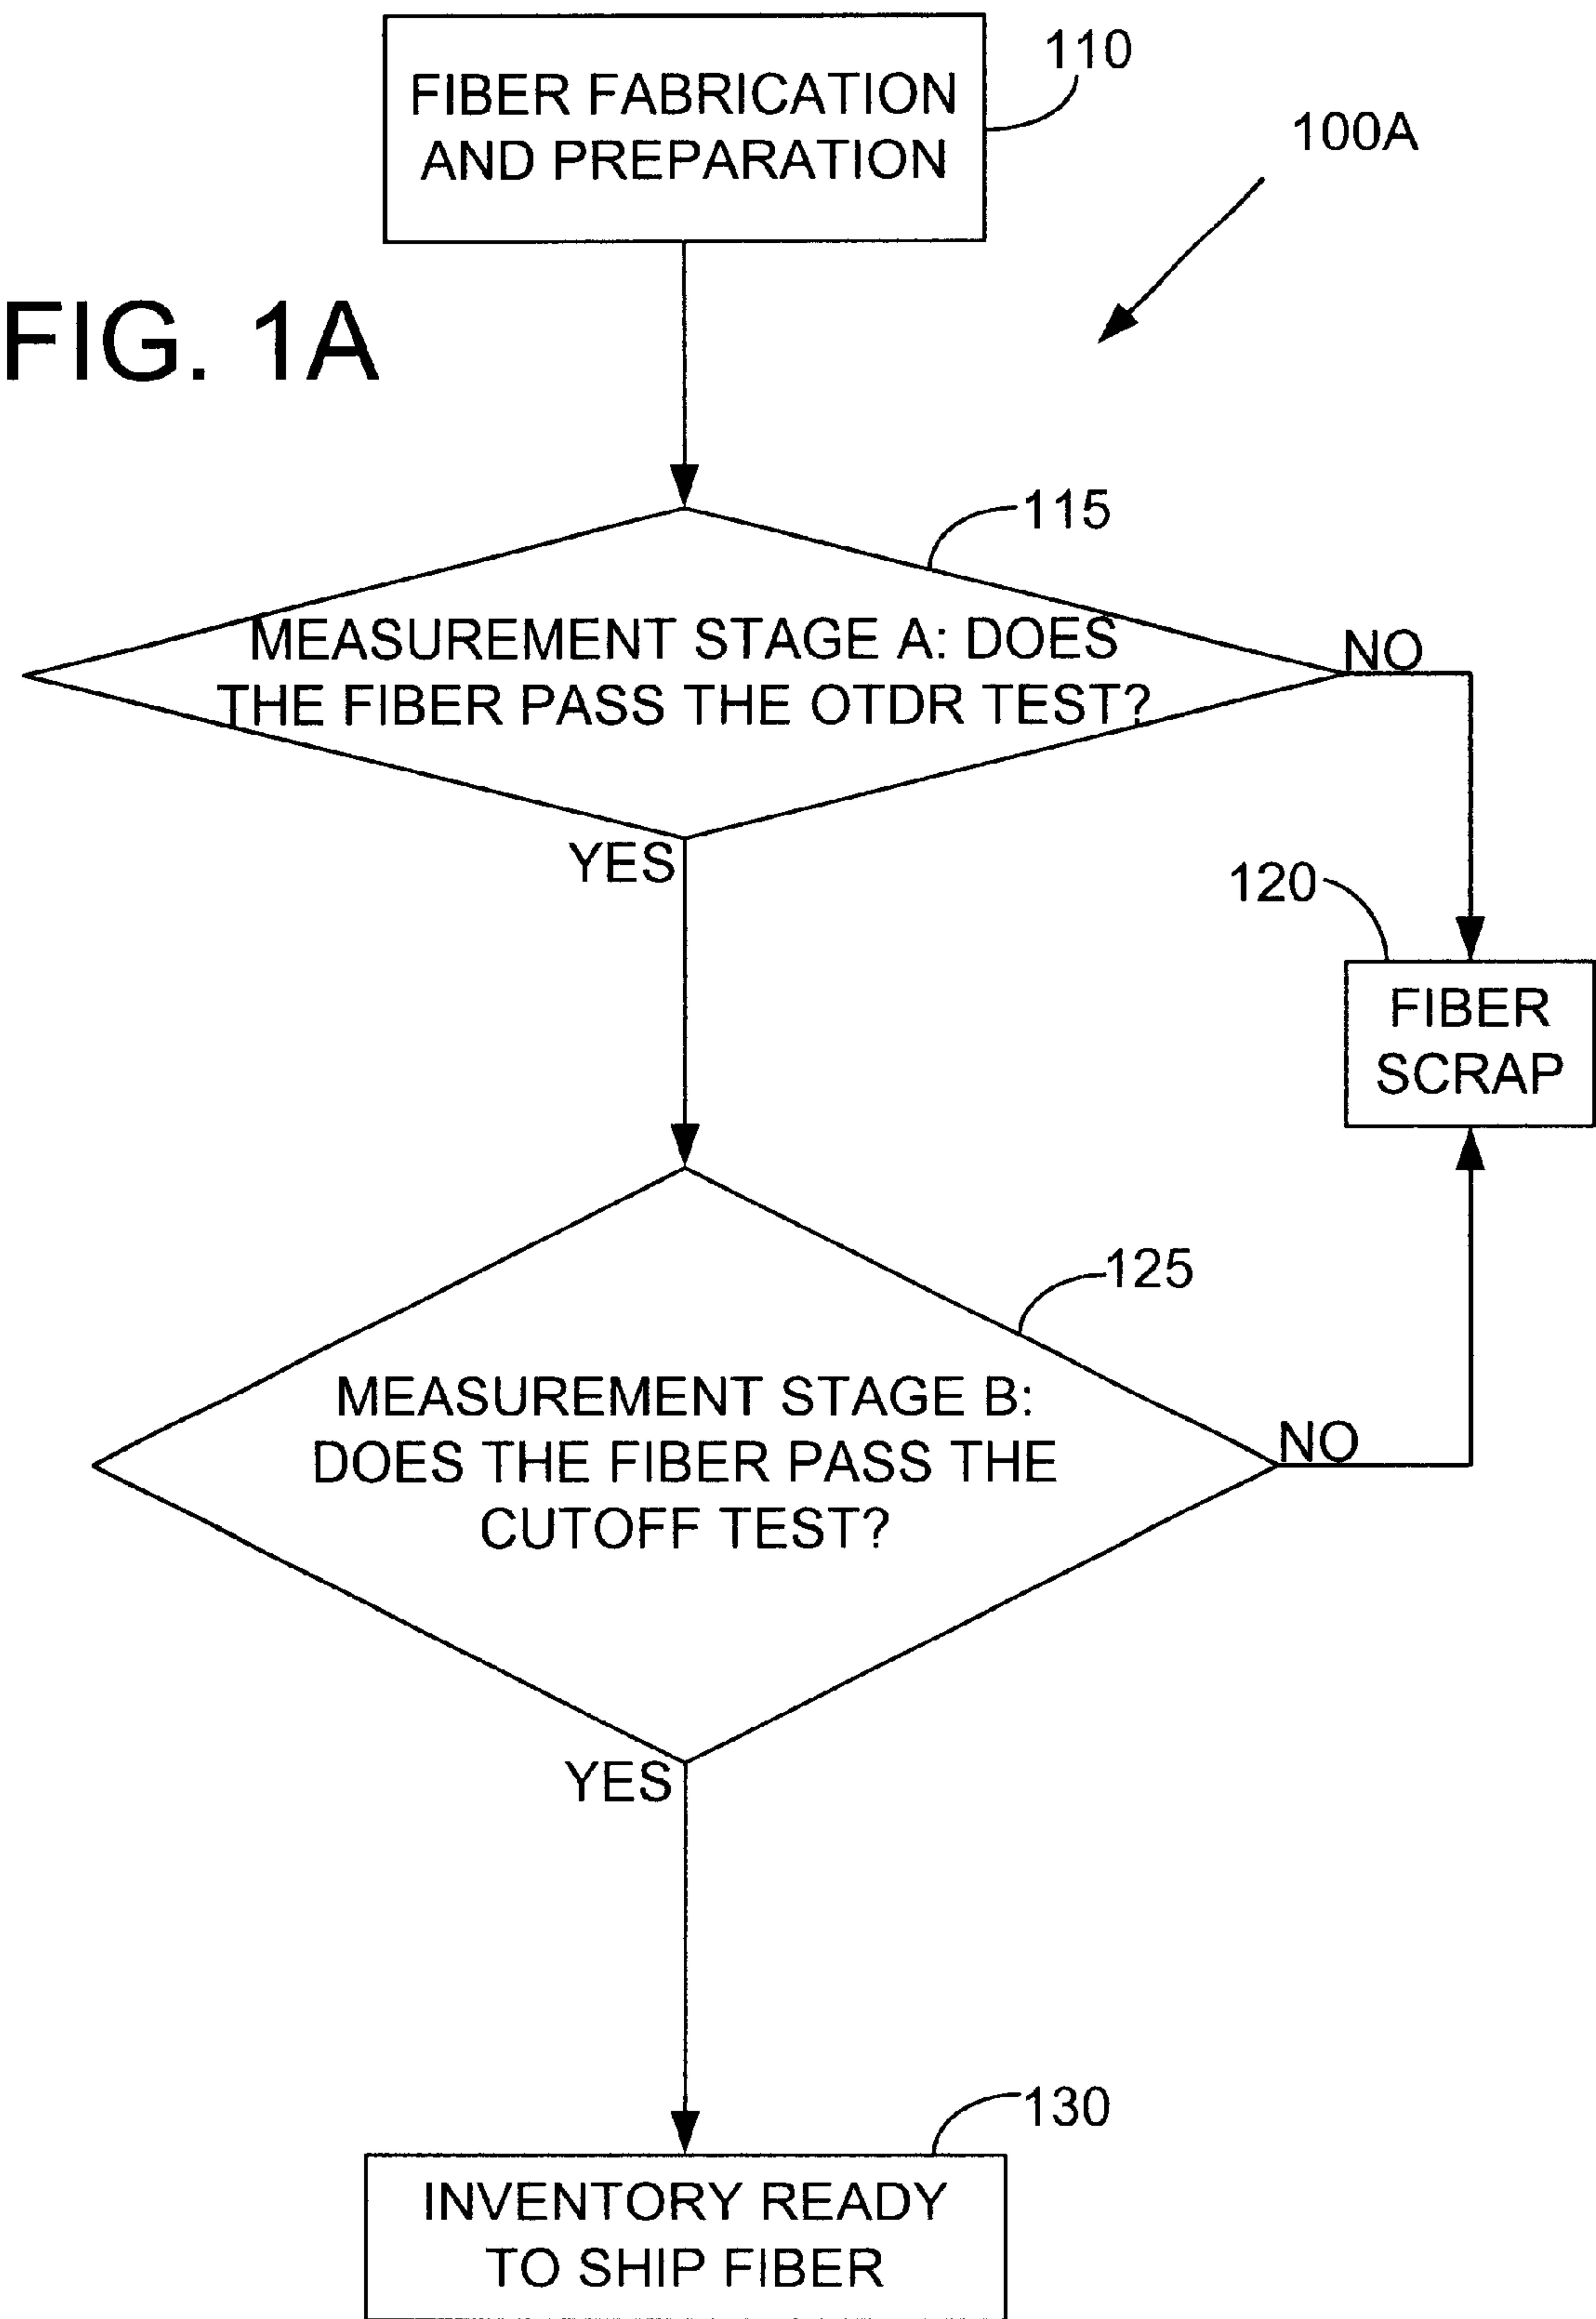 FIBER FABRICATION
AND PREPARATION
110
100A
FIG. 1A
115
MEASUREMENT STAGE A: DOES
THE FIBER PASS THE OTDR TEST?
NO
YES
120
FIBER
SCRAP
125
MEASUREMENT STAGE B:
DOES THE FIBER PASS THE
CUTOFF TEST?
NO
YES
130
INVENTORY READY
TO SHIP FIBER